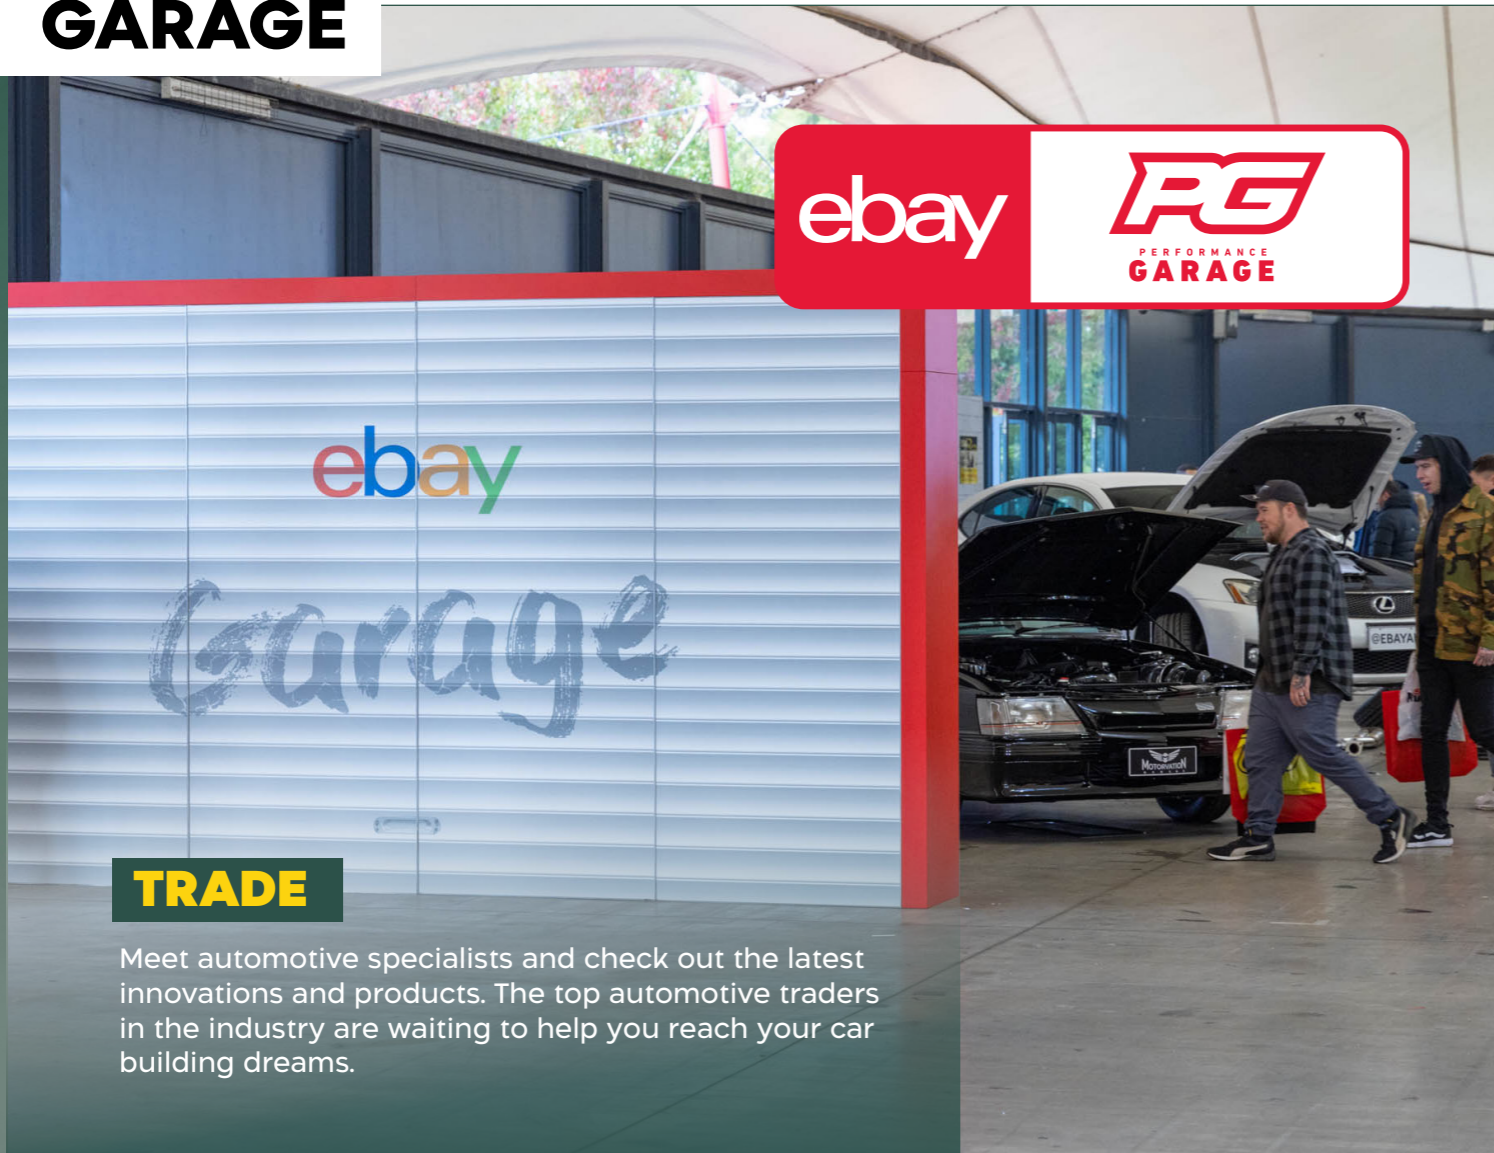 GARAGE
ebay
PG
PERFORMANCE
GARAGE
ebay
Garage
@EBAYA
MOTORVATION
TRADE
Meet automotive specialists and check out the latest
innovations and products. The top automotive traders
in the industry are waiting to help you reach your car
building dreams.